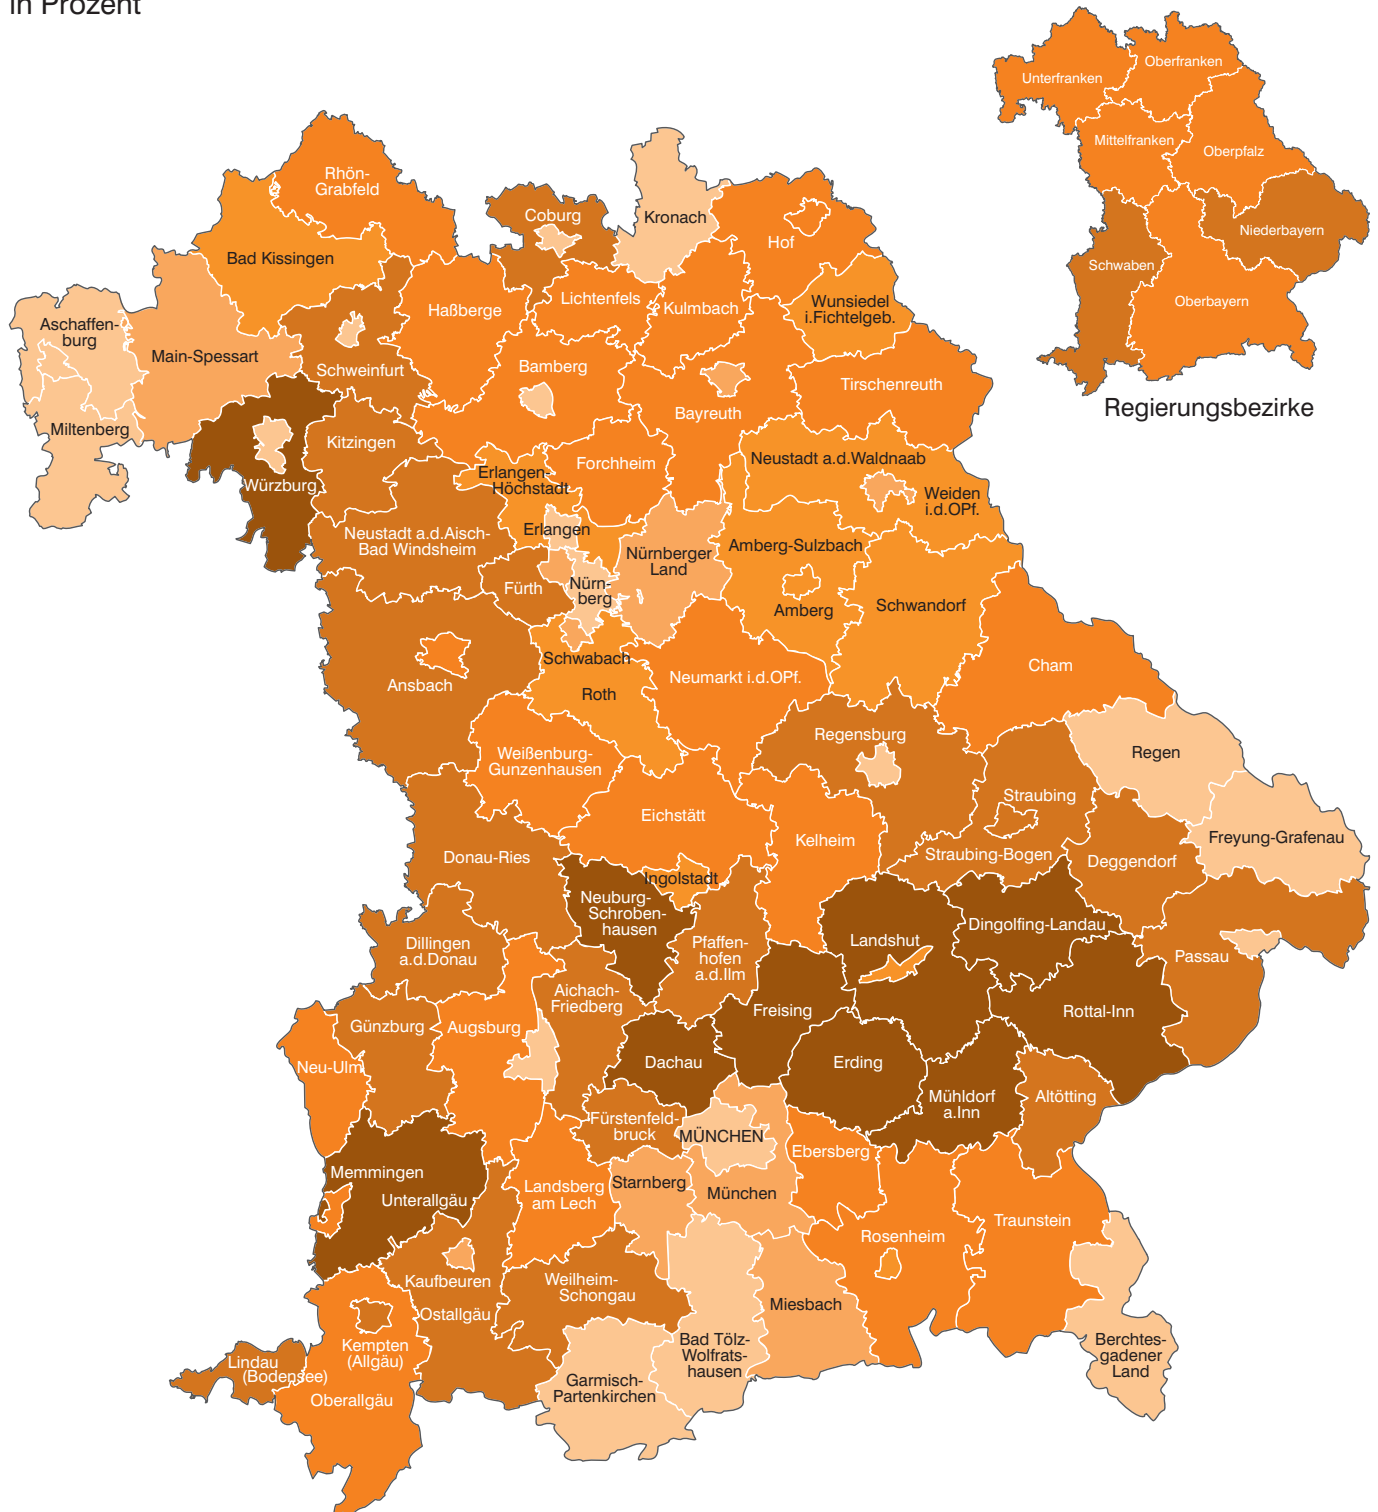 in Prozent
Unterfranken
Oberfranken
Mittelfranken
Oberpfalz
Niederbayern
Schwaben
Oberbayern
Regierungsbezirke
Rhön-
Grabfeld
Coburg
Kronach
Hof
Bad Kissingen
Lichtenfels
Kulmbach
Wunsiedel
i.Fichtelgeb.
Haßberge
Aschaffen-
burg
Main-Spessart
Schweinfurt
Bamberg
Tirschenreuth
Bayreuth
Miltenberg
Kitzingen
Würzburg
Forchheim
Erlangen-
Höchstadt
Neustadt a.d.Waldnaab
Weiden
i.d.OPf.
Neustadt a.d.Aisch-
Bad Windsheim
Erlangen
Nürnberger
Land
Amberg-Sulzbach
Fürth
Nürn-
berg
Amberg
Schwandorf
Schwabach
Roth
Ansbach
Neumarkt i.d.OPf.
Cham
Regensburg
Regen
Weißenburg-
Gunzenhausen
Straubing
Eichstätt
Kelheim
Freyung-Grafenau
Straubing-Bogen
Deggendorf
Donau-Ries
Ingolstadt
Neuburg-
Schroben-
hausen
Dingolfing-Landau
Landshut
Pfaffen-
hofen
a.d.Ilm
Dillingen
a.d.Donau
Passau
Aichach-
Friedberg
Freising
Rottal-Inn
Günzburg
Augsburg
Neu-Ulm
Dachau
Erding
Mühldorf
a.Inn
Altötting
Fürstenfeld-
bruck
MÜNCHEN
Ebersberg
Memmingen
Unterallgäu
Landsberg
am Lech
Starnberg
München
Traunstein
Rosenheim
Kaufbeuren
Ostallgäu
Weilheim-
Schongau
Miesbach
Kempten
(Allgäu)
Lindau
(Bodensee)
Oberallgäu
Bad Tölz-
Wolfrats-
hausen
Garmisch-
Partenkirchen
Berchtes-
gadener
Land